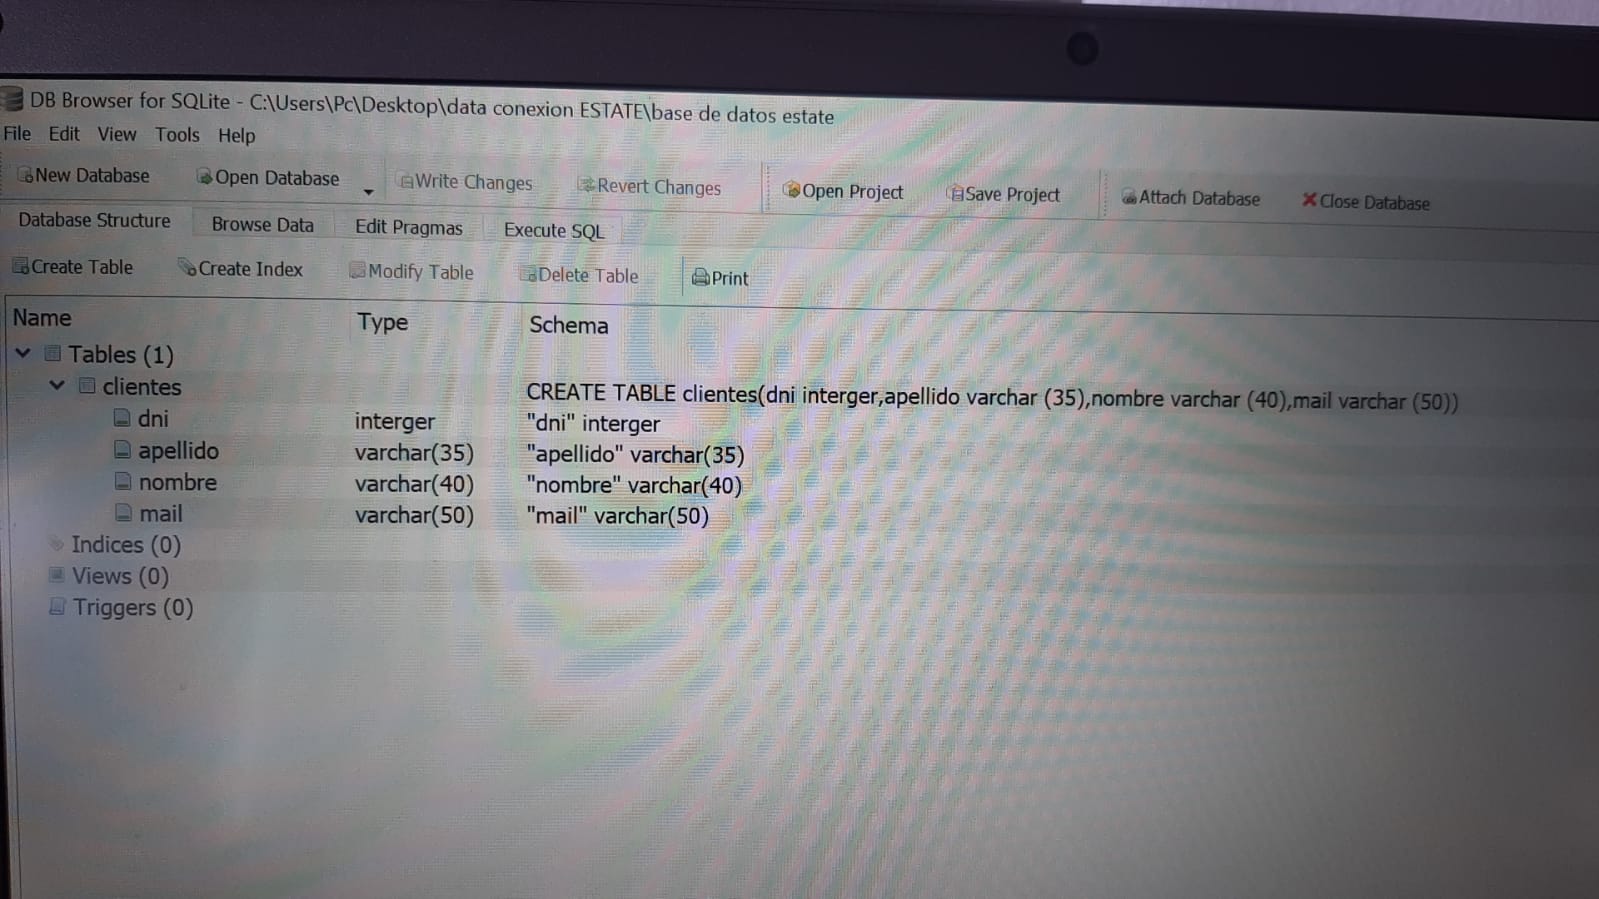 DB Browser for SQLite - C:\Users\Pc\Desktop\data conexion ESTATE\base de datos estate
File Edit View Tools Help
New Database Open Database Write Changes Revert Changes Open Project Save Project Attach Database Close Database
Database Structure Browse Data Edit Pragmas Execute SQL
Create Table Create Index Modify Table Delete Table Print
Name Type Schema
Tables (1)
clientes CREATE TABLE clientes(dni interger,apellido varchar (35),nombre varchar (40),mail varchar (50))
dni interger "dni" interger
apellido varchar(35) "apellido" varchar(35)
nombre varchar(40) "nombre" varchar(40)
mail varchar(50) "mail" varchar(50)
Indices (0)
Views (0)
Triggers (0)